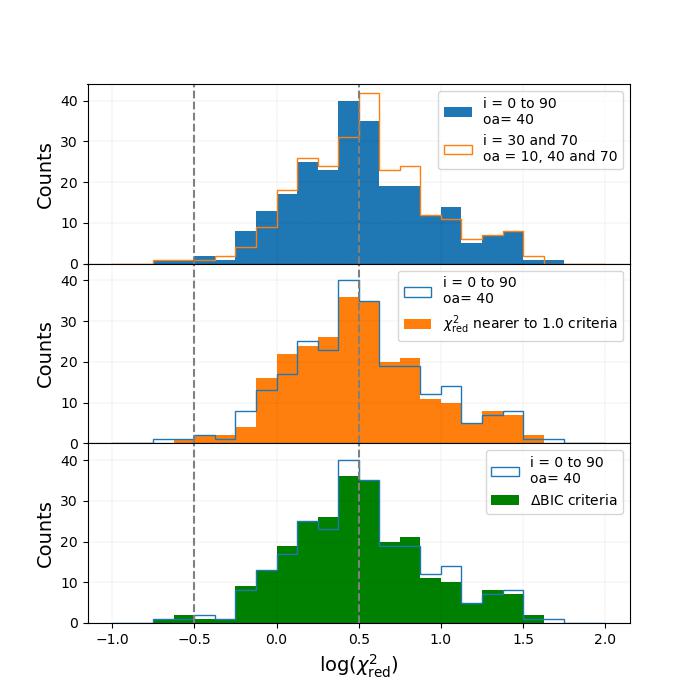 40
30
20
10
0
Counts
i = 0 to 90
oa= 40
i = 30 and 70
oa = 10, 40 and 70
40
30
20
10
0
Counts
i = 0 to 90
oa= 40
χ²red nearer to 1.0 criteria
40
30
20
10
0
Counts
i = 0 to 90
oa= 40
ΔBIC criteria
−1.0 −0.5 0.0 0.5 1.0 1.5 2.0
log(χ²red)